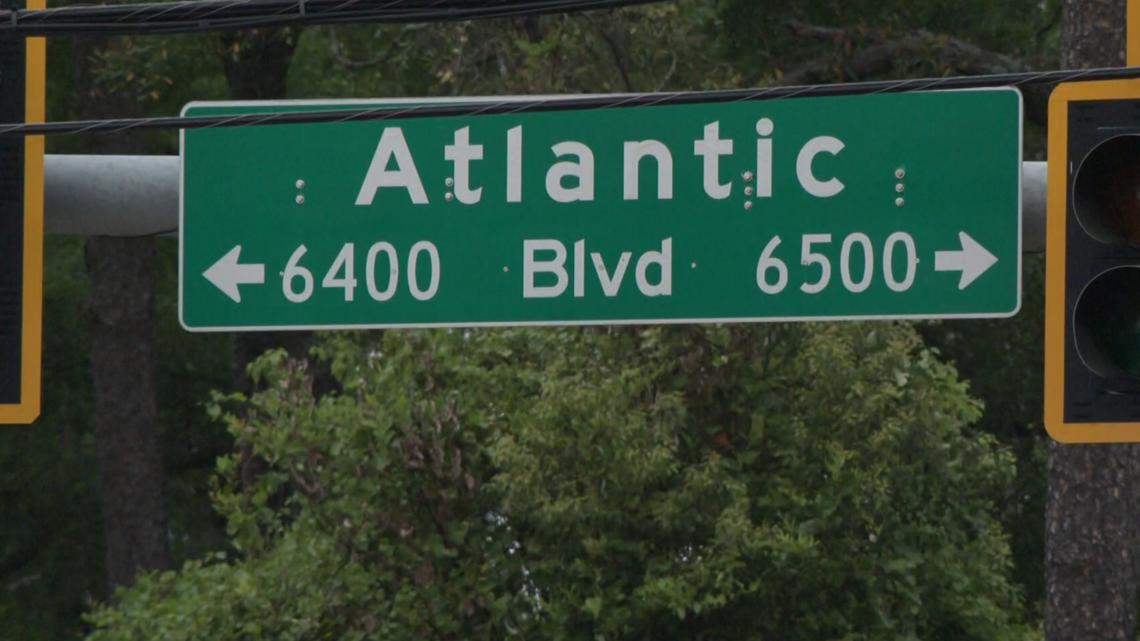 Atlantic
← 6400 Blvd 6500 →